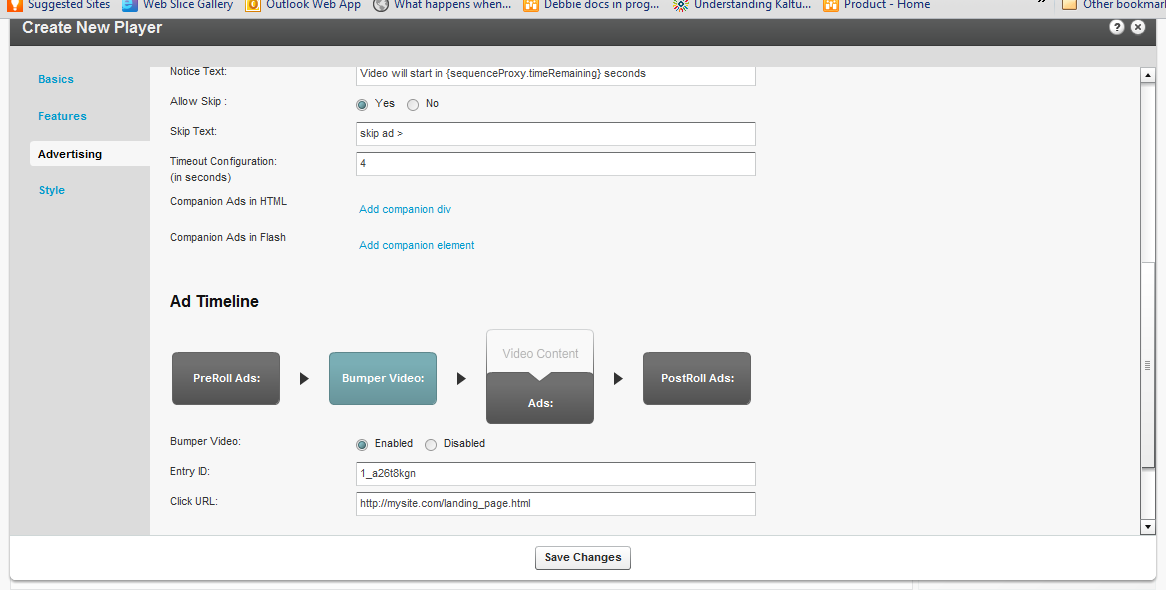 Suggested Sites Web Slice Gallery Outlook Web App What happens when... Debbie docs in prog... Understanding Kaltu... Product - Home » Other bookmark
Create New Player ? x
Basics
Features
Advertising
Style
Notice Text: Video will start in {sequenceProxy.timeRemaining} seconds
Allow Skip : Yes No
Skip Text: skip ad >
Timeout Configuration: 4
(in seconds)
Companion Ads in HTML Add companion div
Companion Ads in Flash Add companion element
Ad Timeline
PreRoll Ads: Bumper Video: Video Content PostRoll Ads:
Ads:
Bumper Video: Enabled Disabled
Entry ID: 1_a26t8kgn
Click URL: http://mysite.com/landing_page.html
Save Changes